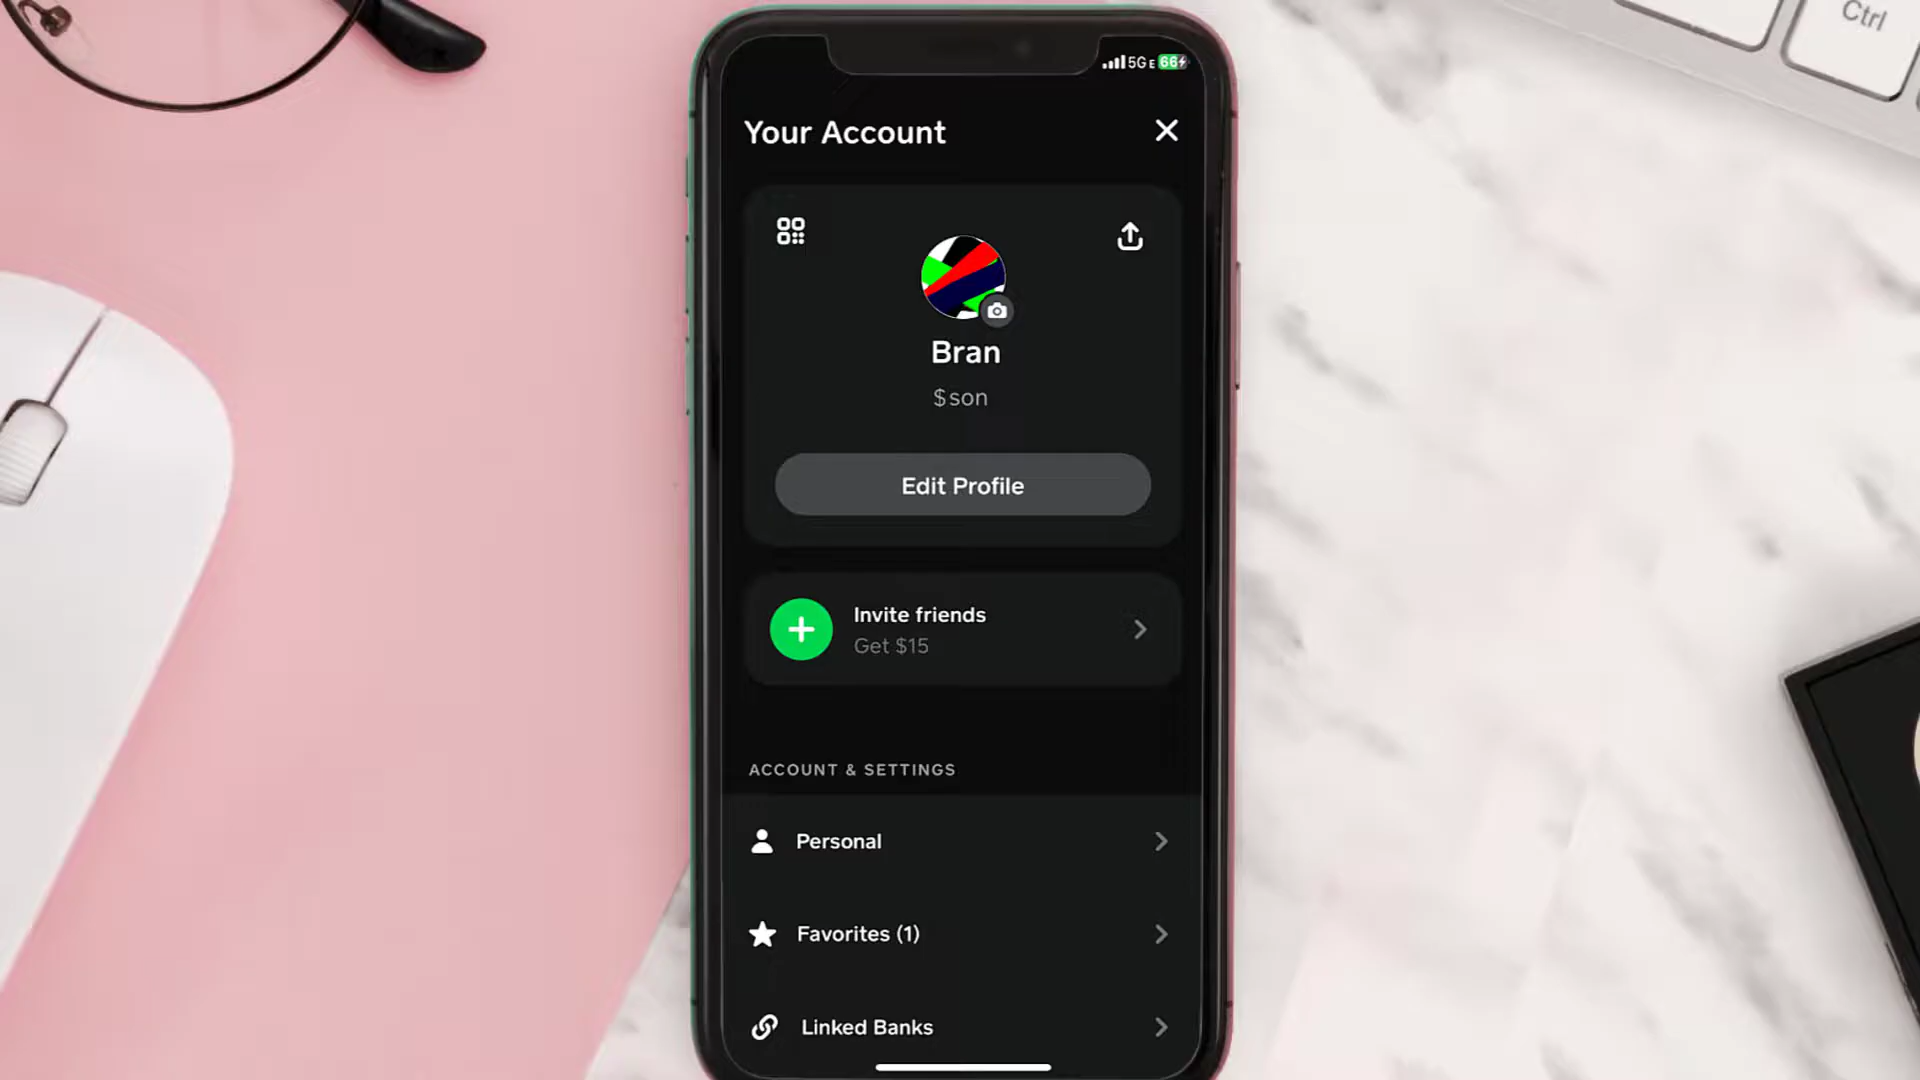 Ctrl
5G E 66
Your Account
Bran
$son
Edit Profile
Invite friends
Get $15
ACCOUNT & SETTINGS
Personal
Favorites (1)
Linked Banks